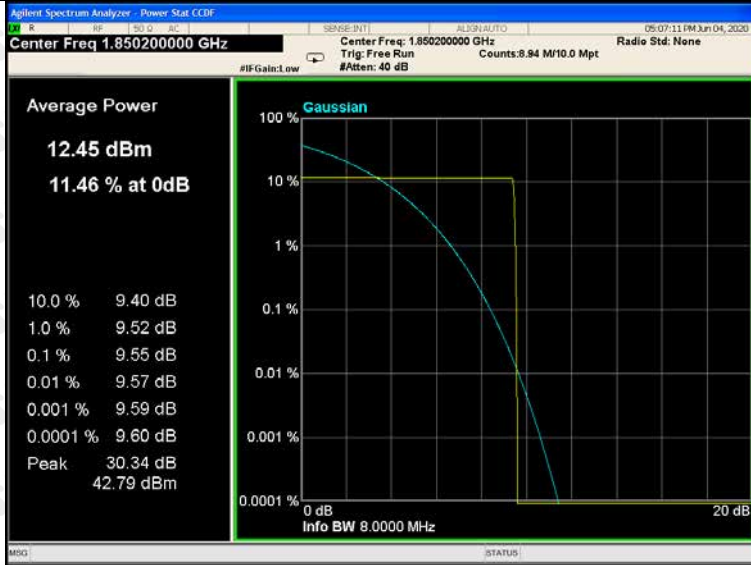 Agilent Spectrum Analyzer - Power Stat CCDF
R RF 50 Ω AC SENSE:INT ALIGN AUTO 05:07:11 PM Jun 04, 2020
Center Freq 1.850200000 GHz
Center Freq: 1.850200000 GHz Radio Std: None
Trig: Free Run Counts:8.94 M/10.0 Mpt
#IFGain:Low #Atten: 40 dB
Average Power
12.45 dBm
11.46 % at 0dB
10.0 % 9.40 dB
1.0 % 9.52 dB
0.1 % 9.55 dB
0.01 % 9.57 dB
0.001 % 9.59 dB
0.0001 % 9.60 dB
Peak 30.34 dB
42.79 dBm
Gaussian
100 %
10 %
1 %
0.1 %
0.01 %
0.001 %
0.0001 %
0 dB 20 dB
Info BW 8.0000 MHz
MSG STATUS